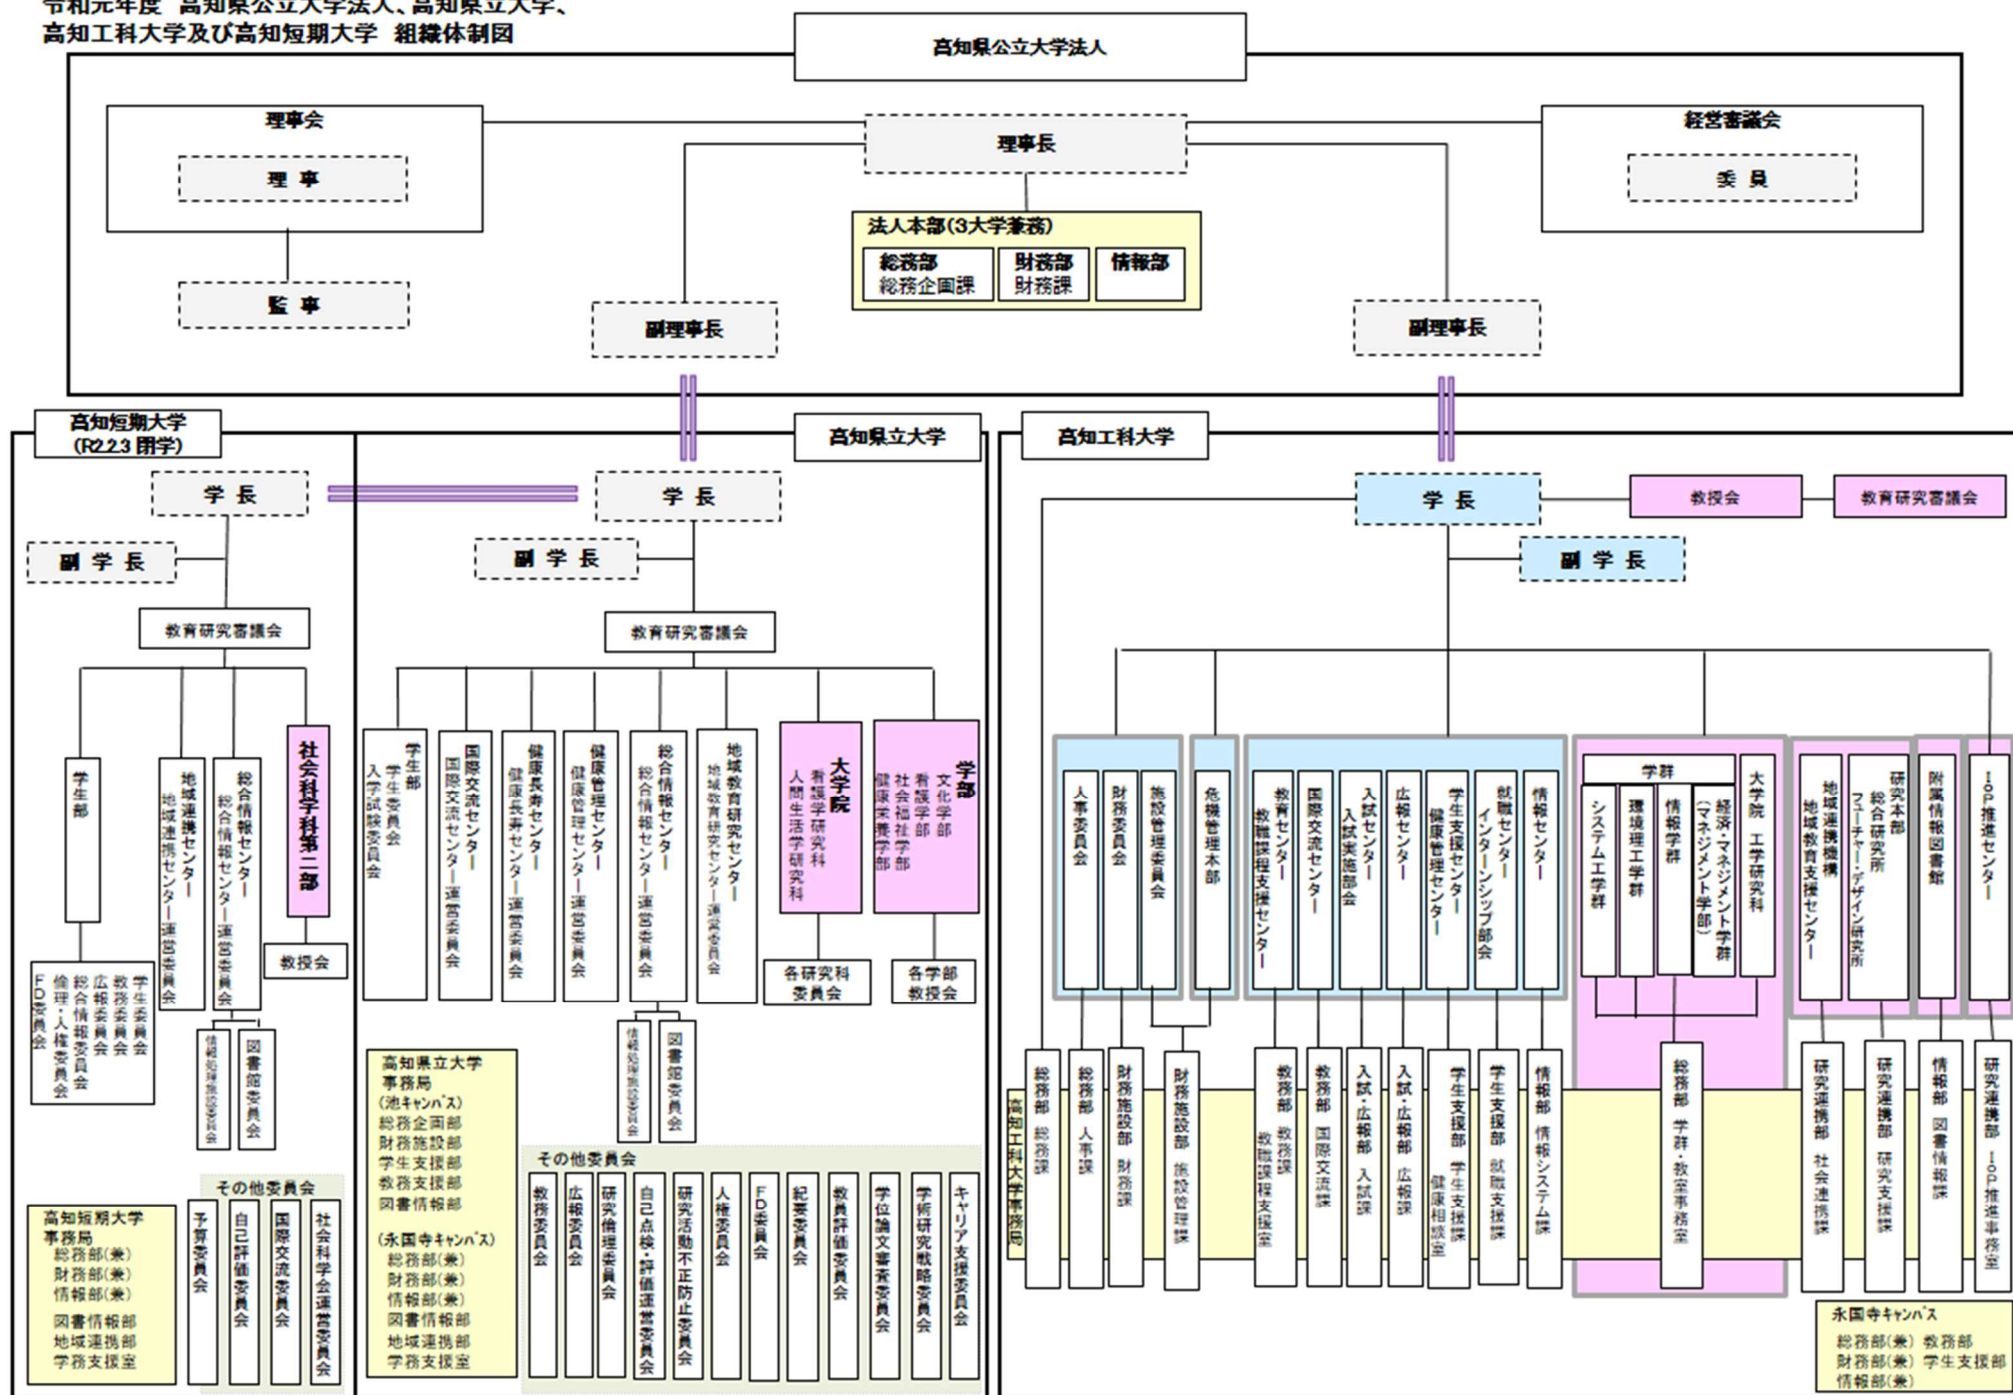 令和元年度 高知県公立大学法人、高知県立大学、
高知工科大学及び高知短期大学 組織体制図
高知県公立大学法人
理事会
理 事
監 事
理事長
経営審議会
委 員
法人本部(3大学兼務)
総務部
総務企画課
財務部
財務課
情報部
副理事長
副理事長
高知短期大学
(R2.2.3 閉学)
学 長
副 学 長
教育研究審議会
学生部
地域連携センター
地域連携センター運営委員会
総合情報センター
総合情報センター運営委員会
社会科学科第二部
教授会
学生委員会
教務委員会
広報委員会
総合情報委員会
倫理・人権委員会
FD委員会
情報処理施設委員会
図書館委員会
その他委員会
予算委員会
自己評価委員会
国際交流委員会
社会科学会運営委員会
高知短期大学
事務局
総務部(兼)
財務部(兼)
情報部(兼)
図書情報部
地域連携部
学務支援室
高知県立大学
学 長
副 学 長
教育研究審議会
学生部
学生委員会
入学試験委員会
国際交流センター
国際交流センター運営委員会
健康長寿センター
健康長寿センター運営委員会
健康管理センター
健康管理センター運営委員会
総合情報センター
総合情報センター運営委員会
地域教育研究センター
地域教育研究センター運営委員会
大学院
看護学研究科
人間生活学研究科
学部
文化学部
看護学部
社会福祉学部
健康栄養学部
各研究科
委員会
各学部
教授会
情報処理施設委員会
図書館委員会
高知県立大学
事務局
(池キャンパス)
総務企画部
財務施設部
学生支援部
教務支援部
図書情報部
(永国寺キャンパス)
総務部(兼)
財務部(兼)
情報部(兼)
図書情報部
地域連携部
学務支援室
その他委員会
教務委員会
広報委員会
研究倫理委員会
自己点検・評価運営委員会
研究活動不正防止委員会
人権委員会
FD委員会
紀要委員会
教員評価委員会
学位論文審査委員会
学術研究戦略委員会
キャリア支援委員会
高知工科大学
学 長
教授会
教育研究審議会
副 学 長
人事委員会
財務委員会
施設管理委員会
危機管理本部
教育センター
教職課程支援センター
国際交流センター
入試センター
入試実施部会
広報センター
学生支援センター
健康管理センター
就職センター
インターンシップ部会
情報センター
学群
システム工学群
環境理工学群
情報学群
経済・マネジメント学群
(マネジメント学部)
大学院 工学研究科
地域連携機構
地域教育支援センター
研究本部
総合研究所
フューチャー・デザイン研究所
附属情報図書館
IoP推進センター
高知工科大学事務局
総務部 総務課
総務部 人事課
財務施設部 財務課
財務施設部 施設管理課
教務部 教務課
教職課程支援室
教務部 国際交流課
入試・広報部 入試課
入試・広報部 広報課
学生支援部 学生支援課
健康相談室
学生支援部 就職支援課
情報部 情報システム課
総務部 学群・教室事務室
研究連携部 社会連携課
研究連携部 研究支援課
情報部 図書情報課
研究連携部 IoP推進事務室
永国寺キャンパス
総務部(兼) 教務部
財務部(兼) 学生支援部
情報部(兼)